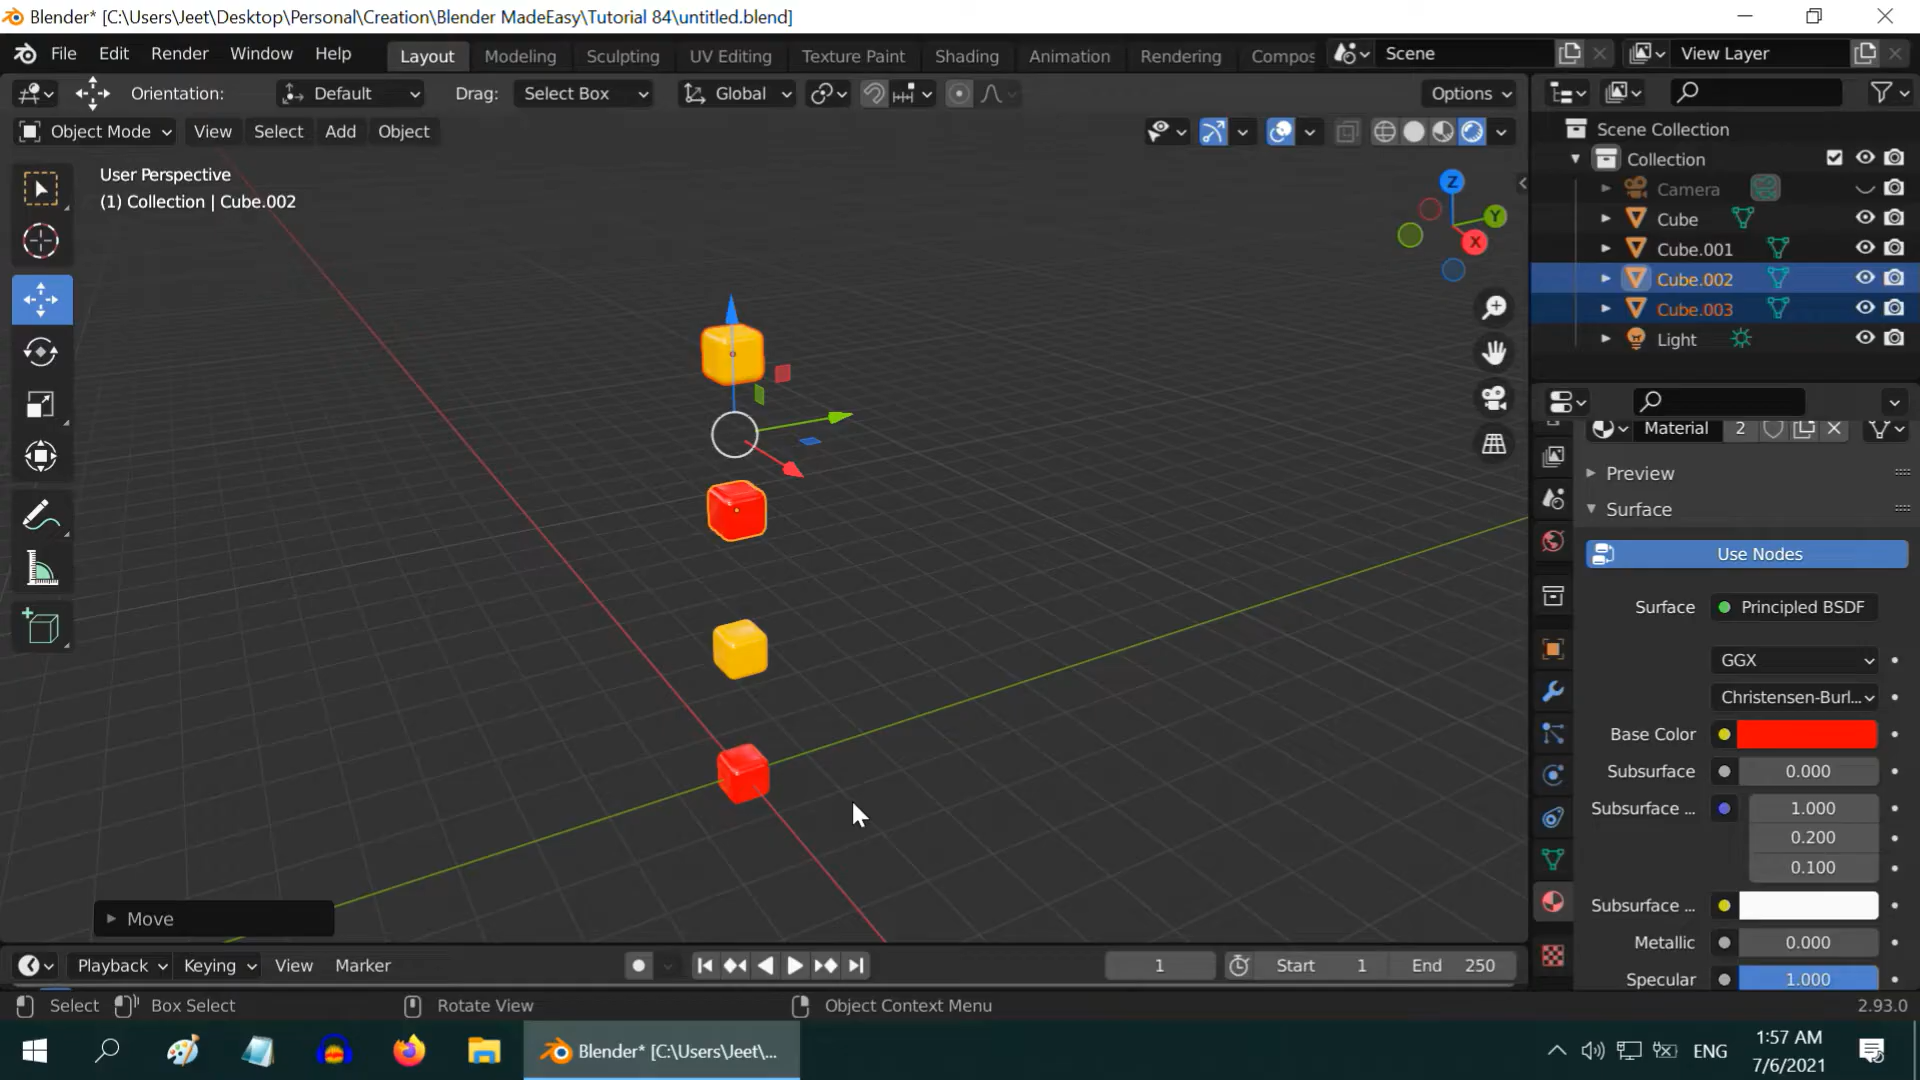 Blender* [C:\Users\Jeet\Desktop\Personal\Creation\Blender MadeEasy\Tutorial 84\untitled.blend]
File Edit Render Window Help Layout Modeling Sculpting UV Editing Texture Paint Shading Animation Rendering Compos Scene View Layer
Orientation: Default Drag: Select Box Global Options
Object Mode View Select Add Object
User Perspective
(1) Collection | Cube.002
Z
Y
X
Scene Collection
Collection
Camera
Cube
Cube.001
Cube.002
Cube.003
Light
Material 2
Preview
Surface
Use Nodes
Surface Principled BSDF
GGX
Christensen-Burl...
Base Color
Subsurface 0.000
Subsurface ... 1.000
0.200
0.100
Subsurface ...
Metallic 0.000
Specular 1.000
Move
Playback Keying View Marker 1 Start 1 End 250
Select Box Select Rotate View Object Context Menu 2.93.0
Blender* [C:\Users\Jeet\... ENG 1:57 AM
7/6/2021